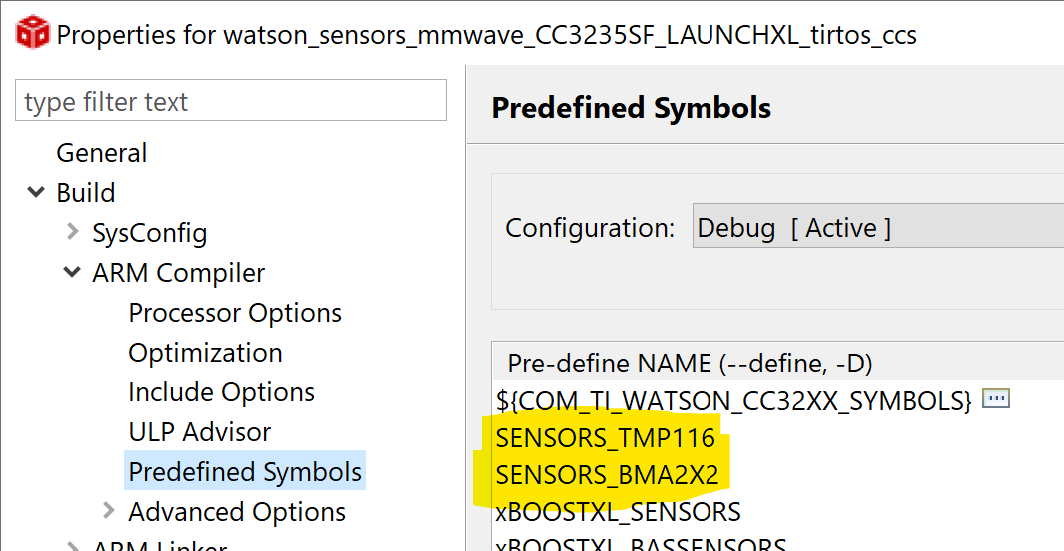 Properties for watson_sensors_mmwave_CC3235SF_LAUNCHXL_tirtos_ccs
type filter text
General
Build
SysConfig
ARM Compiler
Processor Options
Optimization
Include Options
ULP Advisor
Predefined Symbols
Advanced Options
ARM Linker
Predefined Symbols
Configuration: Debug [ Active ]
Pre-define NAME (--define, -D)
${COM_TI_WATSON_CC32XX_SYMBOLS}
SENSORS_TMP116
SENSORS_BMA2X2
xBOOSTXL_SENSORS
xBOOSTXL_BASSENSORS